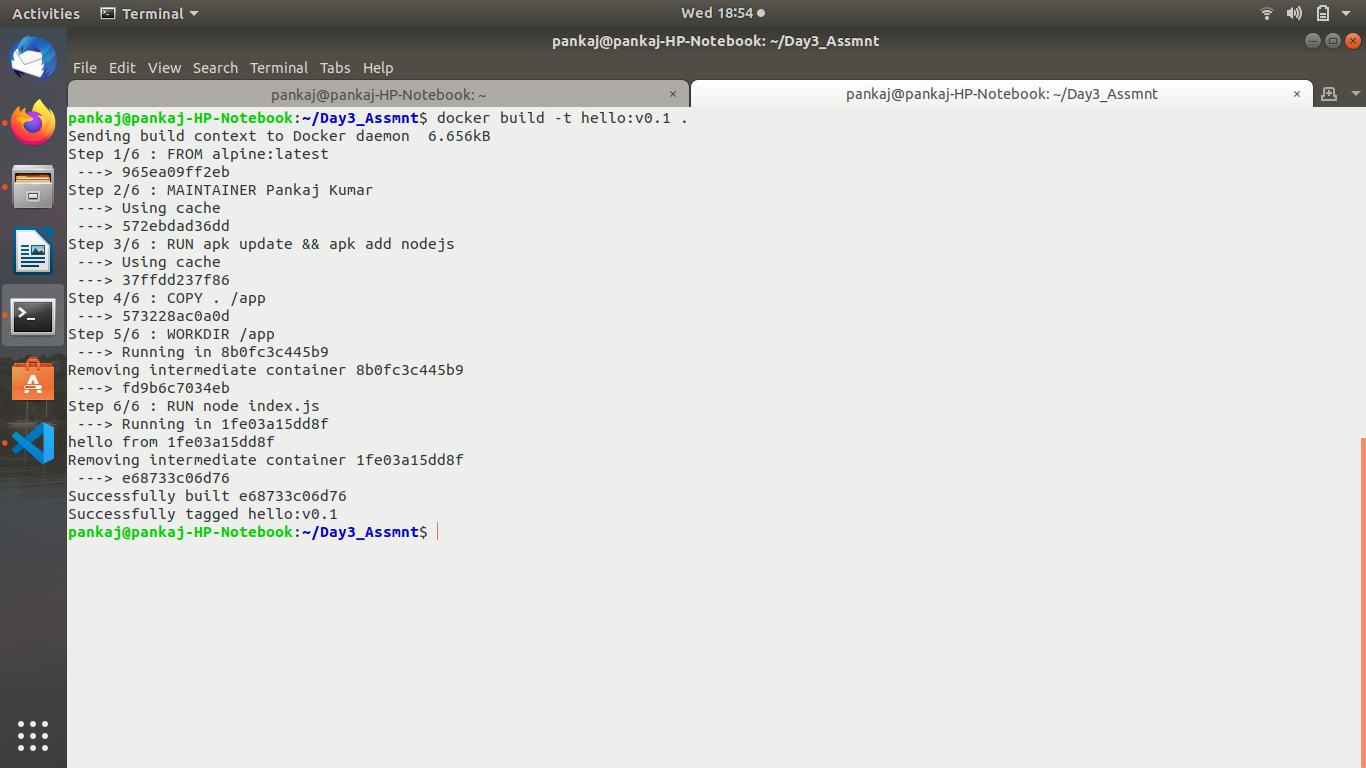 Activities Terminal Wed 18:54
pankaj@pankaj-HP-Notebook: ~/Day3_Assmnt
File Edit View Search Terminal Tabs Help
pankaj@pankaj-HP-Notebook: ~ × pankaj@pankaj-HP-Notebook: ~/Day3_Assmnt ×
pankaj@pankaj-HP-Notebook:~/Day3_Assmnt$ docker build -t hello:v0.1 .
Sending build context to Docker daemon  6.656kB
Step 1/6 : FROM alpine:latest
 ---> 965ea09ff2eb
Step 2/6 : MAINTAINER Pankaj Kumar
 ---> Using cache
 ---> 572ebdad36dd
Step 3/6 : RUN apk update && apk add nodejs
 ---> Using cache
 ---> 37ffdd237f86
Step 4/6 : COPY . /app
 ---> 573228ac0a0d
Step 5/6 : WORKDIR /app
 ---> Running in 8b0fc3c445b9
Removing intermediate container 8b0fc3c445b9
 ---> fd9b6c7034eb
Step 6/6 : RUN node index.js
 ---> Running in 1fe03a15dd8f
hello from 1fe03a15dd8f
Removing intermediate container 1fe03a15dd8f
 ---> e68733c06d76
Successfully built e68733c06d76
Successfully tagged hello:v0.1
pankaj@pankaj-HP-Notebook:~/Day3_Assmnt$